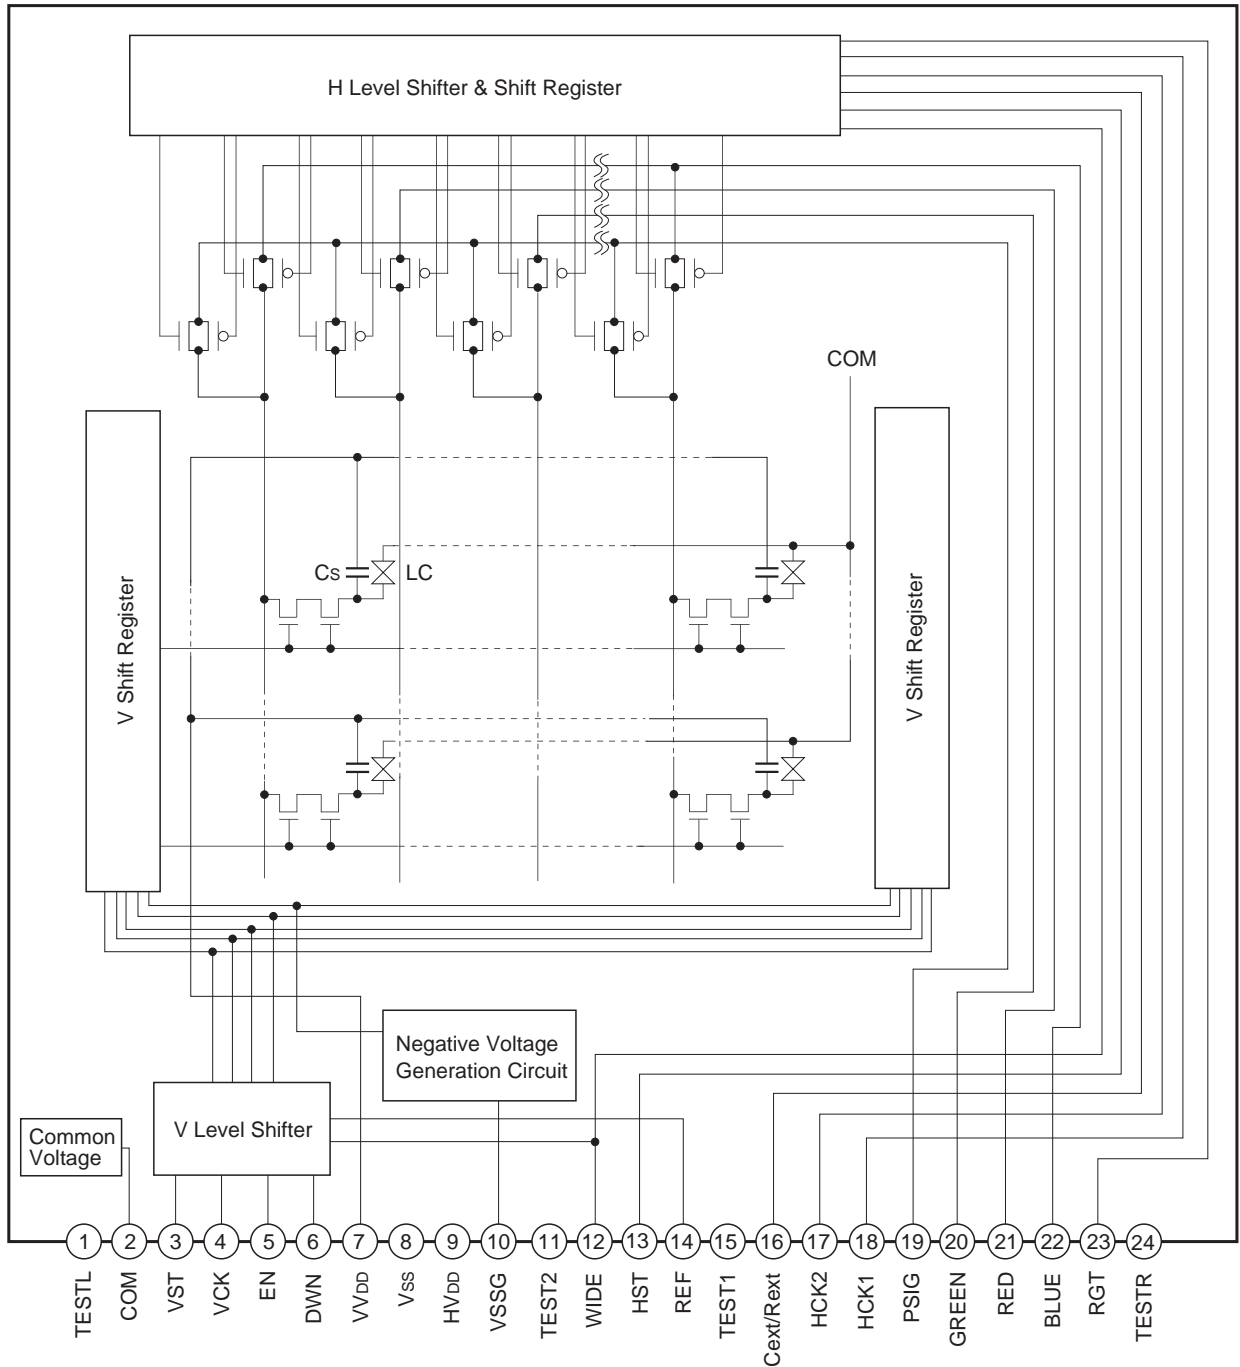 H Level Shifter & Shift Register
COM
V Shift Register
Cs
LC
V Shift Register
Negative Voltage
Generation Circuit
V Level Shifter
Common
Voltage
1 2 3 4 5 6 7 8 9 10 11 12 13 14 15 16 17 18 19 20 21 22 23 24
TESTL
COM
VST
VCK
EN
DWN
VVDD
VSS
HVDD
VSSG
TEST2
WIDE
HST
REF
TEST1
Cext/Rext
HCK2
HCK1
PSIG
GREEN
RED
BLUE
RGT
TESTR